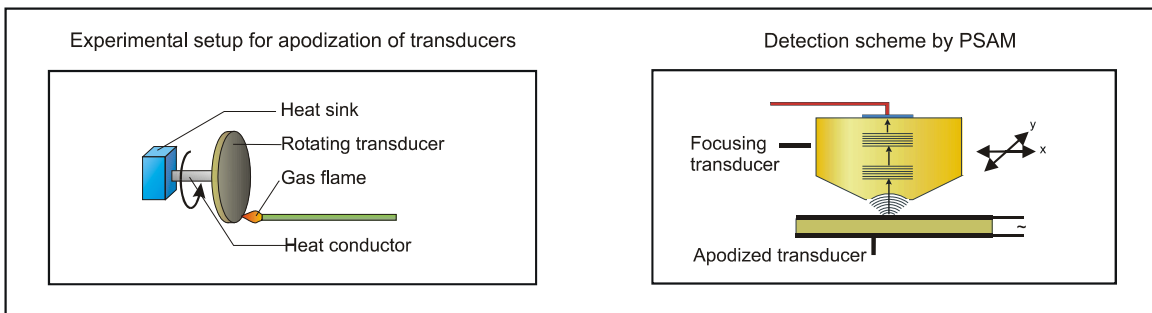 Experimental setup for apodization of transducers
Heat sink
Rotating transducer
Gas flame
Heat conductor
Detection scheme by PSAM
Focusing
transducer
y
x
~
Apodized transducer